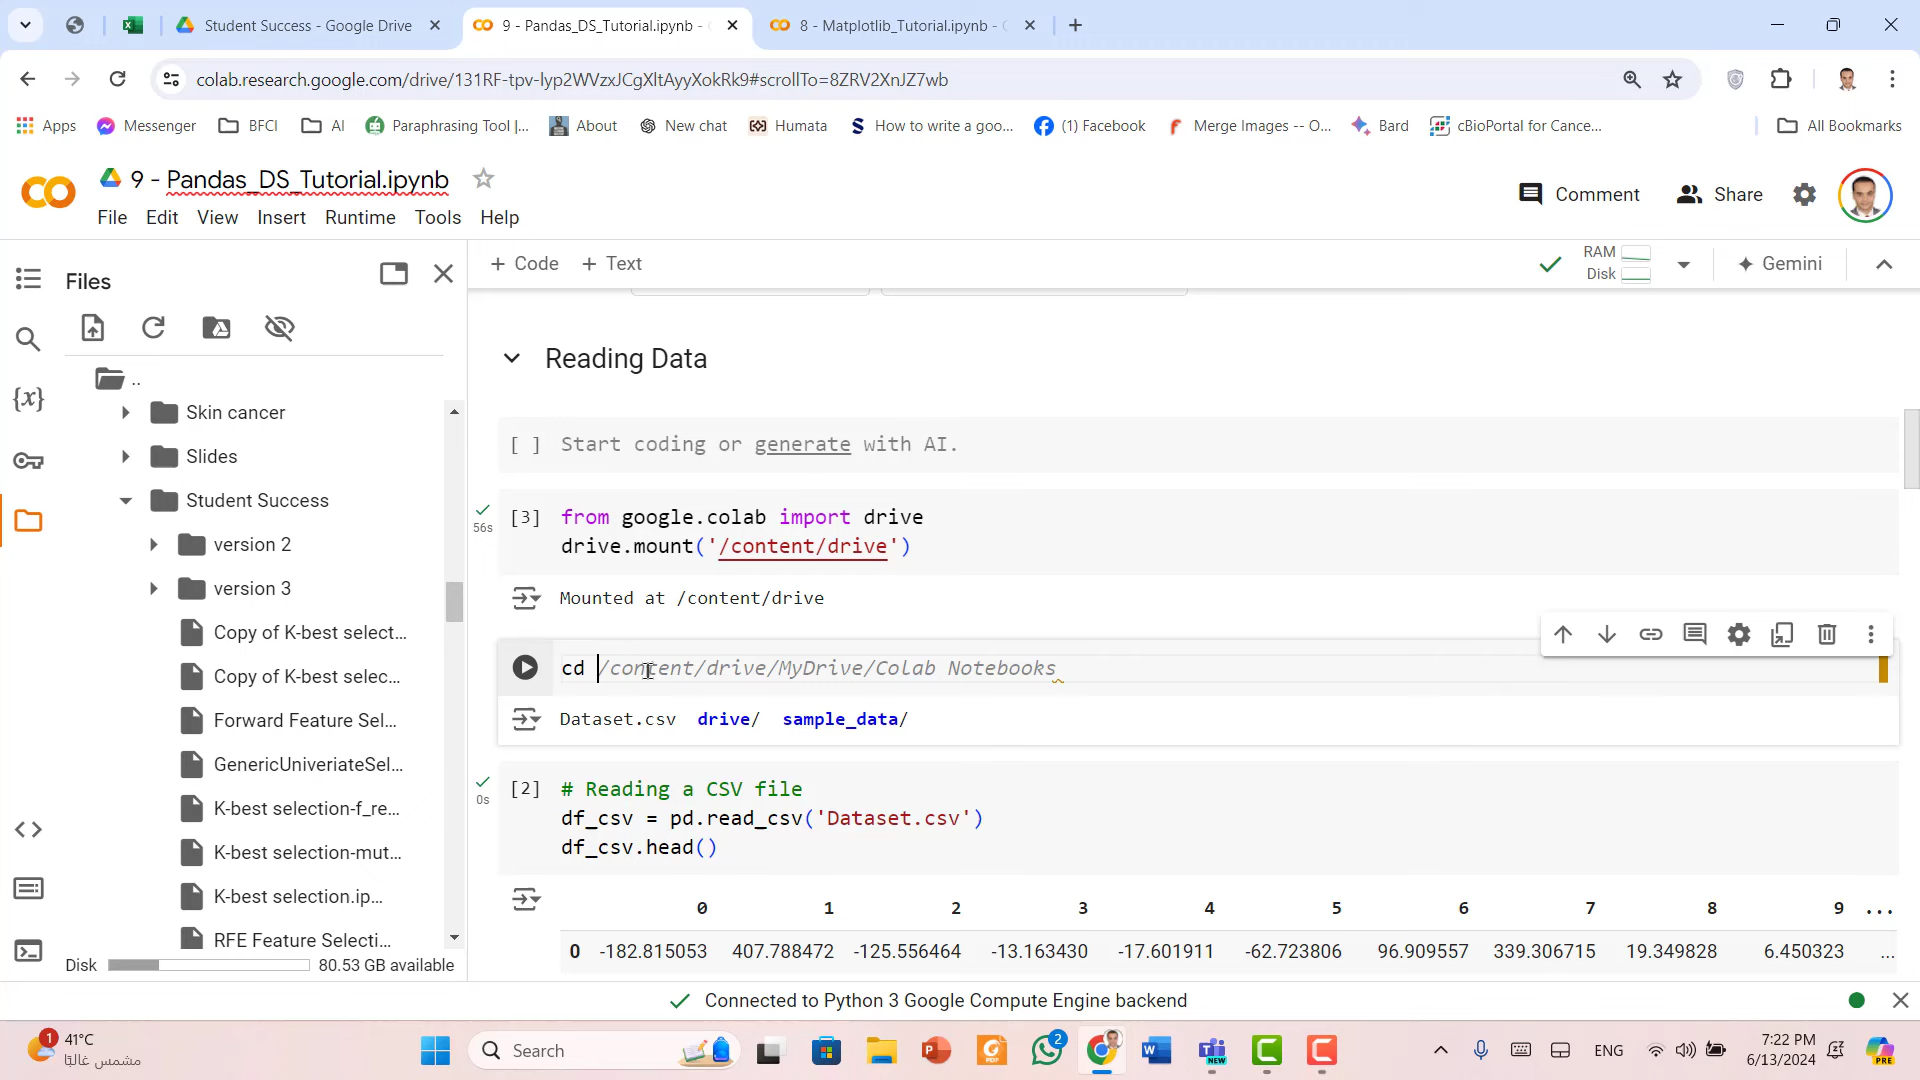 Student Success - Google Drive
9 - Pandas_DS_Tutorial.ipynb -
8 - Matplotlib_Tutorial.ipynb -
colab.research.google.com/drive/131RF-tpv-lyp2WVzxJCgXltAyyXokRk9#scrollTo=8ZRV2XnJZ7wb
Apps
Messenger
BFCI
AI
Paraphrasing Tool |...
About
New chat
Humata
How to write a goo...
(1) Facebook
Merge Images -- O...
Bard
cBioPortal for Cance...
All Bookmarks
9 - Pandas_DS_Tutorial.ipynb
Comment
Share
File Edit View Insert Runtime Tools Help
+ Code + Text
RAM
Disk
Gemini
Files
..
Skin cancer
Slides
Student Success
version 2
version 3
Copy of K-best select...
Copy of K-best selec...
Forward Feature Sel...
GenericUniveriateSel...
K-best selection-f_re...
K-best selection-mut...
K-best selection.ip...
RFE Feature Selecti...
Disk 80.53 GB available
Reading Data
[ ] Start coding or generate with AI.
56s
[3] from google.colab import drive
drive.mount('/content/drive')
Mounted at /content/drive
cd /content/drive/MyDrive/Colab Notebooks
Dataset.csv drive/ sample_data/
0s
[2] # Reading a CSV file
df_csv = pd.read_csv('Dataset.csv')
df_csv.head()
0 1 2 3 4 5 6 7 8 9 ...
0 -182.815053 407.788472 -125.556464 -13.163430 -17.601911 -62.723806 96.909557 339.306715 19.349828 6.450323 ...
Connected to Python 3 Google Compute Engine backend
1
41°C
مشمس غالبًا
Search
2
NEW
ENG
7:22 PM
6/13/2024
PRE